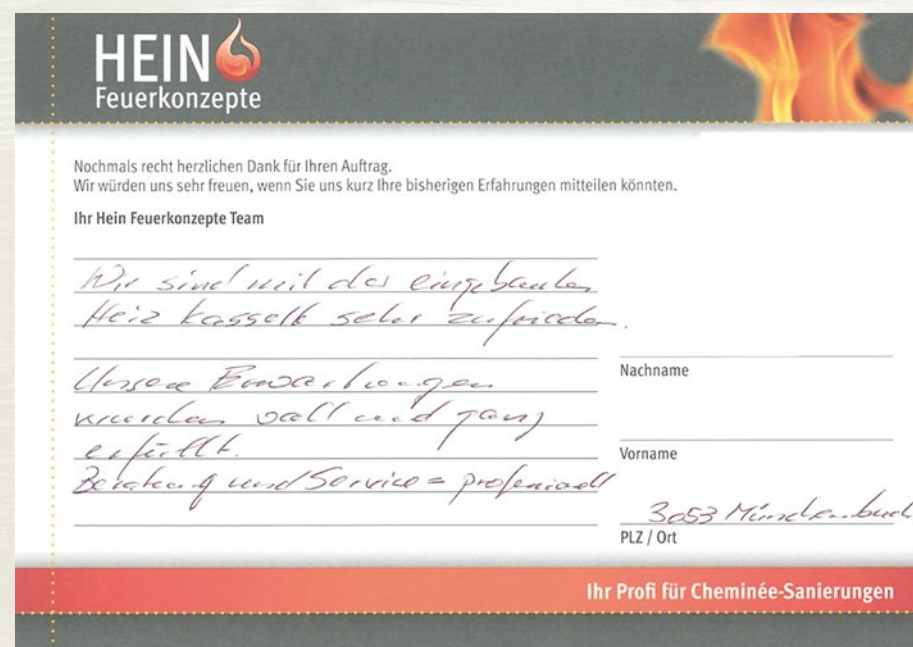 HEIN
Feuerkonzepte
Nochmals recht herzlichen Dank für Ihren Auftrag.
Wir würden uns sehr freuen, wenn Sie uns kurz Ihre bisherigen Erfahrungen mitteilen könnten.
Ihr Hein Feuerkonzepte Team
Wir sind mit der eingebauten
Heiz kassette sehr zufrieden.
Unsere Erwartungen
wurden voll und ganz
erfüllt.
Beratung und Service = professionell
Nachname
Vorname
3053 Münchenbuch
PLZ / Ort
Ihr Profi für Cheminée-Sanierungen